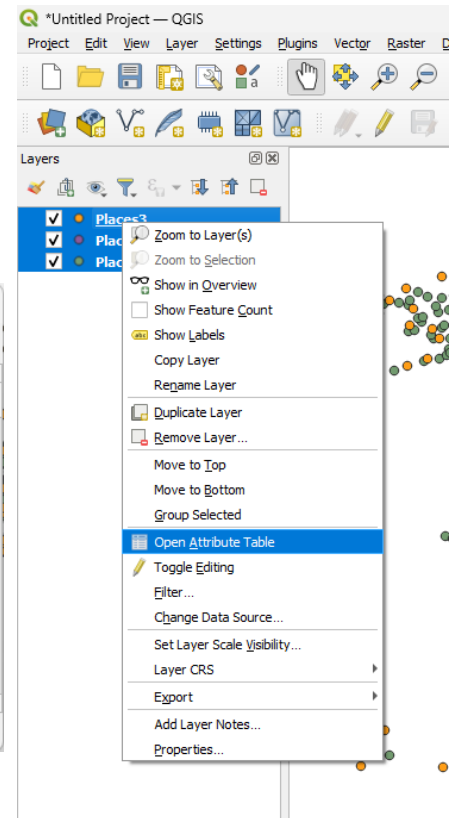 *Untitled Project — QGIS
Project Edit View Layer Settings Plugins Vector Raster
Layers
Places3
Plac
Plac
Zoom to Layer(s)
Zoom to Selection
Show in Overview
Show Feature Count
abc Show Labels
Copy Layer
Rename Layer
Duplicate Layer
Remove Layer...
Move to Top
Move to Bottom
Group Selected
Open Attribute Table
Toggle Editing
Filter...
Change Data Source...
Set Layer Scale Visibility...
Layer CRS
Export
Add Layer Notes...
Properties...